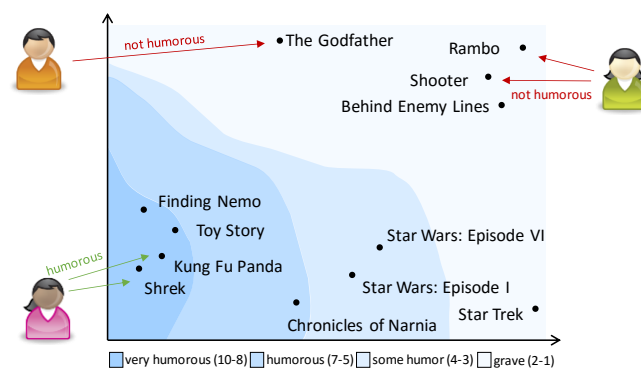 The Godfather
not humorous
Rambo
Shooter
not humorous
Behind Enemy Lines
Finding Nemo
Toy Story
Star Wars: Episode VI
humorous
Kung Fu Panda
Shrek
Star Wars: Episode I
Star Trek
Chronicles of Narnia
very humorous (10-8) humorous (7-5) some humor (4-3) grave (2-1)